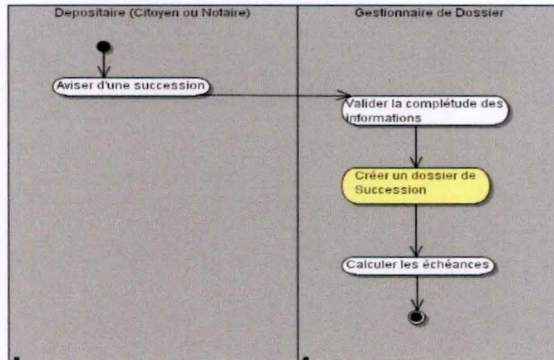 Depositaire (Citoyen ou Notaire)
Gestionnaire de Dossier
Aviser d'une succession
Valider la complétude des
informations
Créer un dossier de
Succession
Calculer les échéances